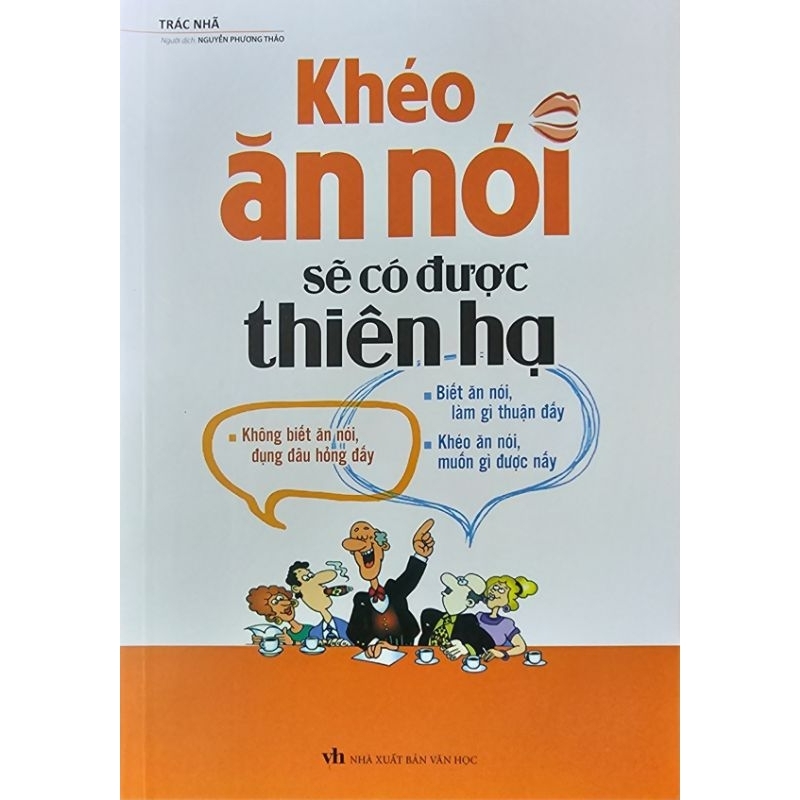 TRÁC NHÃ
Người dịch: NGUYỄN PHƯƠNG THẢO
Khéo
ăn nói
sẽ có được
thiên hạ
Biết ăn nói,
làm gì thuận đấy
Khéo ăn nói,
muốn gì được nấy
Không biết ăn nói,
đụng đâu hỏng đấy
vh NHÀ XUẤT BẢN VĂN HỌC